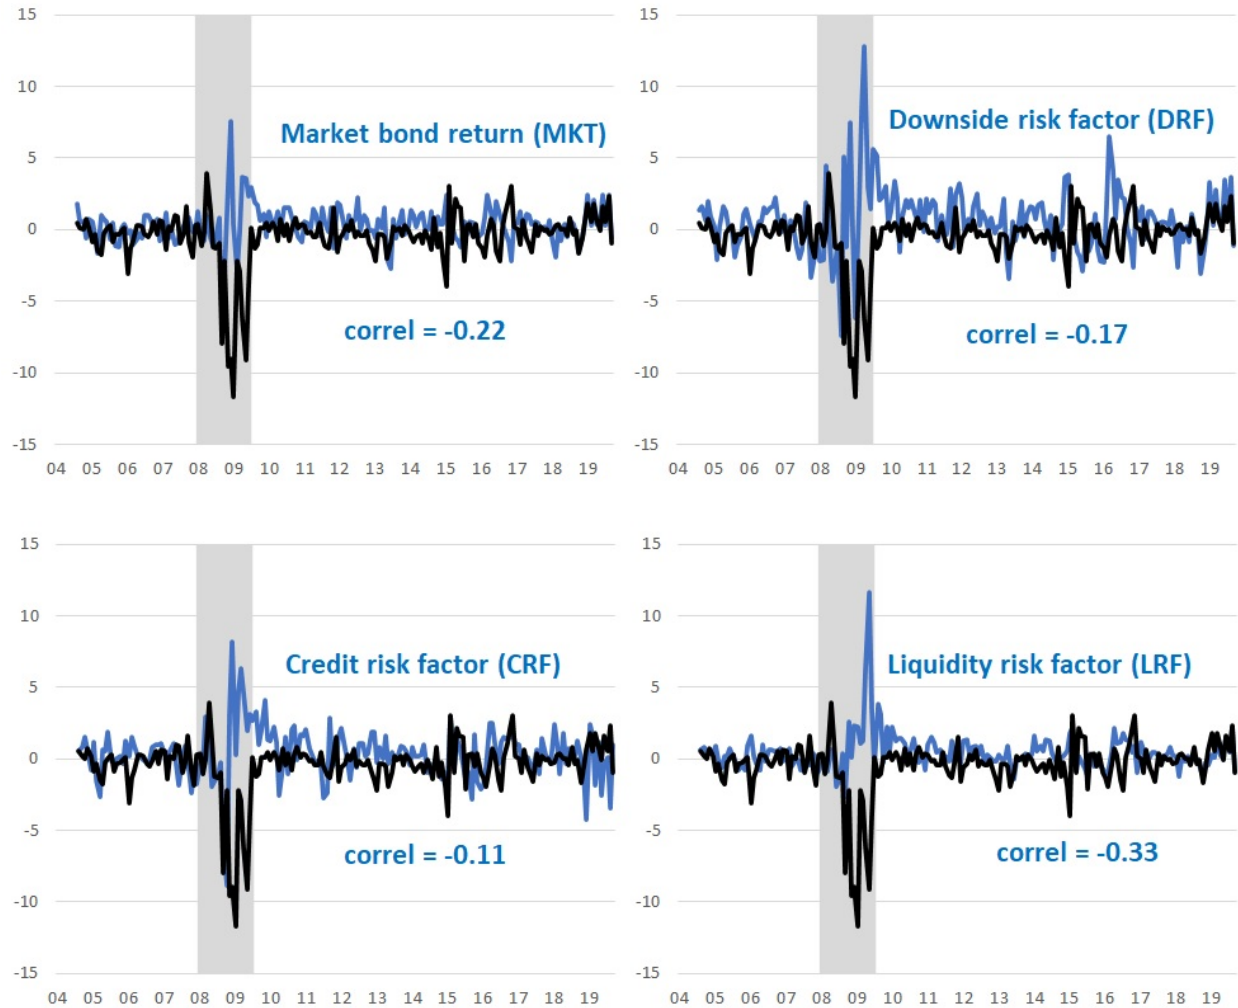 15
10
Market bond return (MKT)
5
0
-5
correl = -0.22
-10
-15
04 05 06 07 08 09 10 11 12 13 14 15 16 17 18 19
15
10
Downside risk factor (DRF)
5
0
-5
correl = -0.17
-10
-15
04 05 06 07 08 09 10 11 12 13 14 15 16 17 18 19
15
10
Credit risk factor (CRF)
5
0
-5
correl = -0.11
-10
-15
04 05 06 07 08 09 10 11 12 13 14 15 16 17 18 19
15
10
Liquidity risk factor (LRF)
5
0
-5
correl = -0.33
-10
-15
04 05 06 07 08 09 10 11 12 13 14 15 16 17 18 19